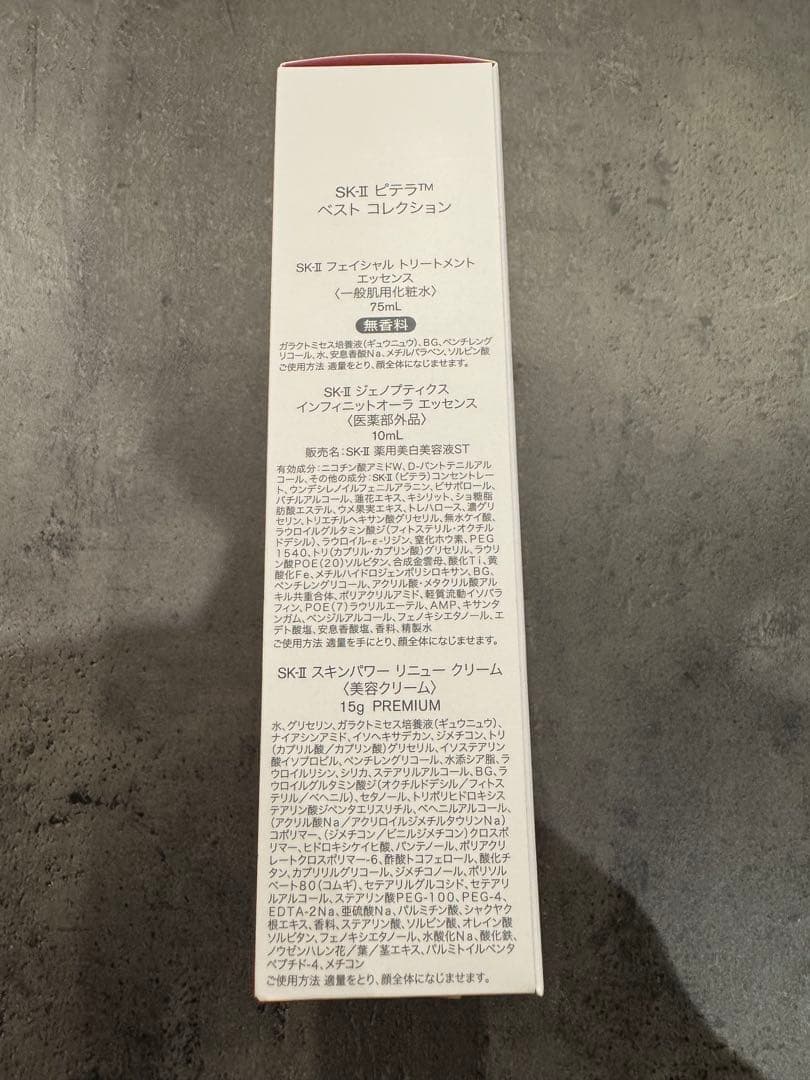 SK-II ピテラ™
ベスト コレクション
SK-II フェイシャル トリートメント
エッセンス
〈一般肌用化粧水〉
75mL
無香料
ガラクトミセス培養液(ギュウニュウ)、BG、ペンチレング
リコール、水、安息香酸Na、メチルパラベン、ソルビン酸
ご使用方法 適量をとり、顔全体になじませます。
SK-II ジェノプティクス
インフィニットオーラ エッセンス
〈医薬部外品〉
10mL
販売名:SK-II 薬用美白美容液ST
有効成分:ニコチン酸アミドW、D-パントテニルアル
コール、その他の成分:SK-II(ピテラ)コンセントレー
ト、ウンデシレノイルフェニルアラニン、ビサボロール、
バチルアルコール、蓮花エキス、キシリット、ショ糖脂
肪酸エステル、ウメ果実エキス、トレハロース、濃グリ
セリン、トリエチルヘキサン酸グリセリル、無水ケイ酸、
ラウロイルグルタミン酸ジ(フィトステリル・オクチル
ドデシル)、ラウロイル-ε-リジン、窒化ホウ素、PEG
1540、トリ(カプリル・カプリン酸)グリセリル、ラウリ
ン酸POE(20)ソルビタン、合成金雲母、酸化Ti、黄
酸化Fe、メチルハイドロジェンポリシロキサン、BG、
ペンチレングリコール、アクリル酸・メタクリル酸アル
キル共重合体、ポリアクリルアミド、軽質流動イソパラ
フィン、POE(7)ラウリルエーテル、AMP、キサンタ
ンガム、ベンジルアルコール、フェノキシエタノール、エ
デト酸塩、安息香酸塩、香料、精製水
ご使用方法 適量を手にとり、顔全体になじませます。
SK-II スキンパワー リニュー クリーム
〈美容クリーム〉
15g PREMIUM
水、グリセリン、ガラクトミセス培養液(ギュウニュウ)、
ナイアシンアミド、イソヘキサデカン、ジメチコン、トリ
(カプリル酸/カプリン酸)グリセリル、イソステアリン
酸イソプロピル、ペンチレングリコール、水添シア脂、ラ
ウロイルリシン、シリカ、ステアリルアルコール、BG、ラ
ウロイルグルタミン酸ジ(オクチルドデシル/フィトス
テリル/ベヘニル)、セタノール、トリポリヒドロキシス
テアリン酸ジペンタエリスリチル、ベヘニルアルコール、
(アクリル酸Na/アクリロイルジメチルタウリンNa)
コポリマー、(ジメチコン/ビニルジメチコン)クロスポ
リマー、ヒドロキシケイヒ酸、パンテノール、ポリアクリ
レートクロスポリマー-6、酢酸トコフェロール、酸化チ
タン、カプリリルグリコール、ジメチコノール、ポリソル
ベート80(コムギ)、セテアリルグルコシド、セテアリ
ルアルコール、ステアリン酸PEG-100、PEG-4、
EDTA-2Na、亜硫酸Na、パルミチン酸、シャクヤク
根エキス、香料、ステアリン酸、ソルビン酸、オレイン酸
ソルビタン、フェノキシエタノール、水酸化Na、酸化鉄、
ノウゼンハレン花/葉/茎エキス、パルミトイルペンタ
ペプチド-4、メチコン
ご使用方法 適量をとり、顔全体になじませます。